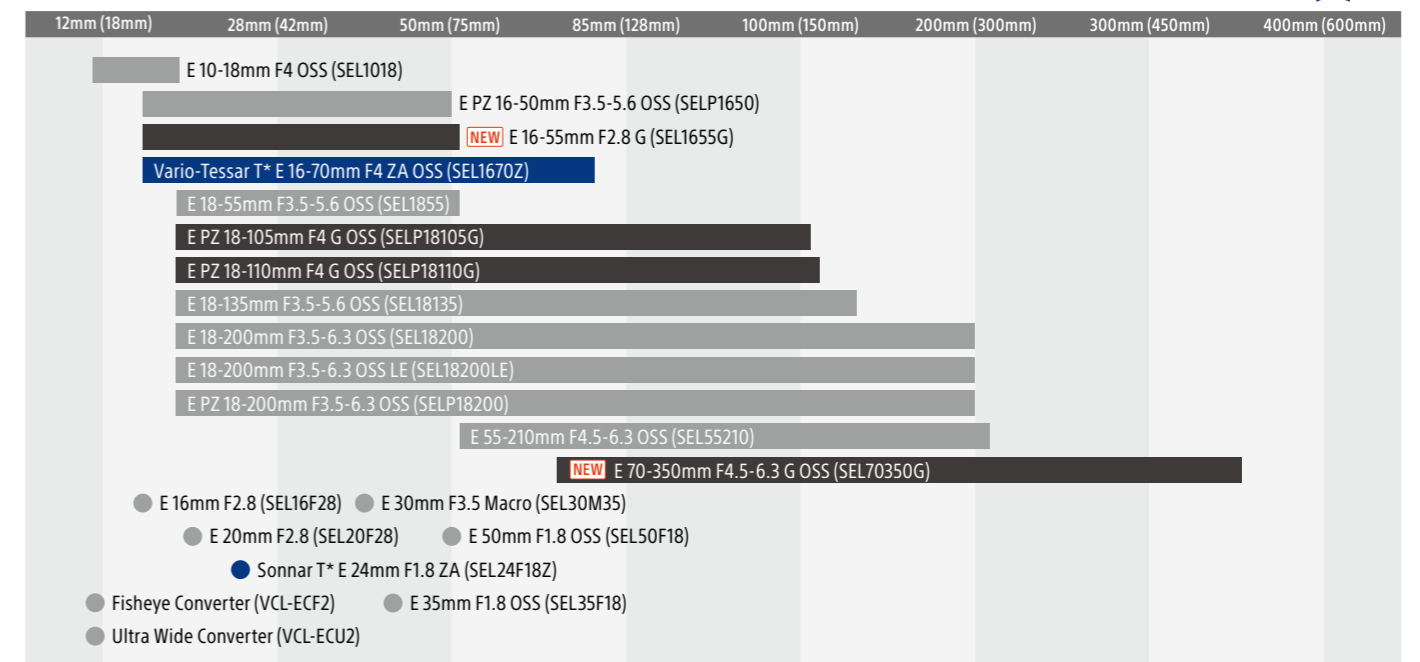 12mm (18mm) 28mm (42mm) 50mm (75mm) 85mm (128mm) 100mm (150mm) 200mm (300mm) 300mm (450mm) 400mm (600mm)
E 10-18mm F4 OSS (SEL1018)
E PZ 16-50mm F3.5-5.6 OSS (SELP1650)
NEW E 16-55mm F2.8 G (SEL1655G)
Vario-Tessar T* E 16-70mm F4 ZA OSS (SEL1670Z)
E 18-55mm F3.5-5.6 OSS (SEL1855)
E PZ 18-105mm F4 G OSS (SELP18105G)
E PZ 18-110mm F4 G OSS (SELP18110G)
E 18-135mm F3.5-5.6 OSS (SEL18135)
E 18-200mm F3.5-6.3 OSS (SEL18200)
E 18-200mm F3.5-6.3 OSS LE (SEL18200LE)
E PZ 18-200mm F3.5-6.3 OSS (SELP18200)
E 55-210mm F4.5-6.3 OSS (SEL55210)
NEW E 70-350mm F4.5-6.3 G OSS (SEL70350G)
E 16mm F2.8 (SEL16F28) E 30mm F3.5 Macro (SEL30M35)
E 20mm F2.8 (SEL20F28) E 50mm F1.8 OSS (SEL50F18)
Sonnar T* E 24mm F1.8 ZA (SEL24F18Z)
Fisheye Converter (VCL-ECF2) E 35mm F1.8 OSS (SEL35F18)
Ultra Wide Converter (VCL-ECU2)